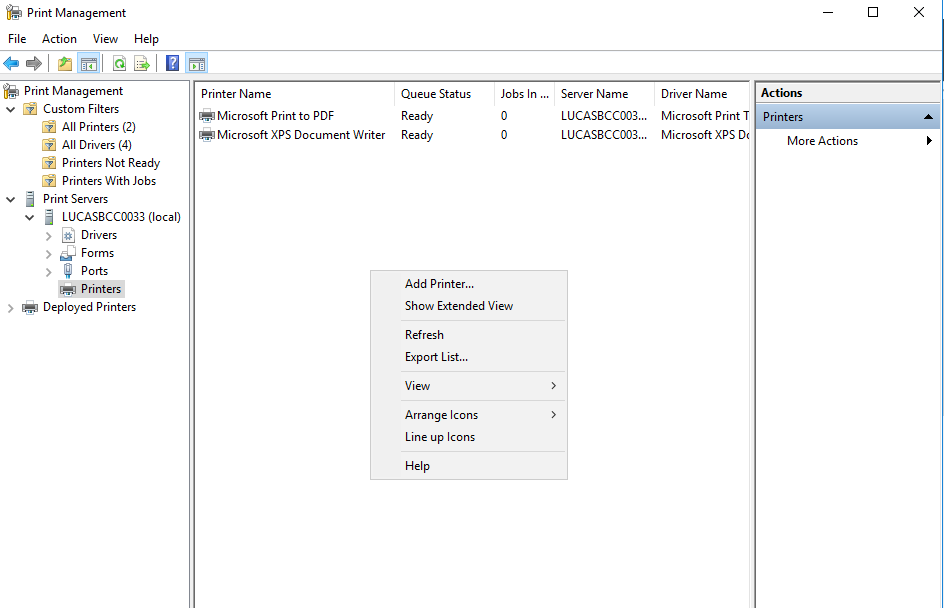 Print Management
File Action View Help
Print Management
Custom Filters
All Printers (2)
All Drivers (4)
Printers Not Ready
Printers With Jobs
Print Servers
LUCASBCC0033 (local)
Drivers
Forms
Ports
Printers
Deployed Printers
Printer Name Queue Status Jobs In ... Server Name Driver Name
Microsoft Print to PDF Ready 0 LUCASBCC003... Microsoft Print T
Microsoft XPS Document Writer Ready 0 LUCASBCC003... Microsoft XPS Do
Add Printer...
Show Extended View
Refresh
Export List...
View
Arrange Icons
Line up Icons
Help
Actions
Printers
More Actions